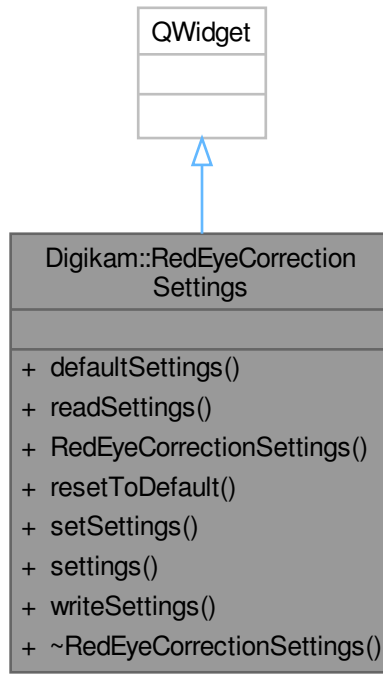 QWidget
Digikam::RedEyeCorrection
Settings
+ defaultSettings()
+ readSettings()
+ RedEyeCorrectionSettings()
+ resetToDefault()
+ setSettings()
+ settings()
+ writeSettings()
+ ~RedEyeCorrectionSettings()